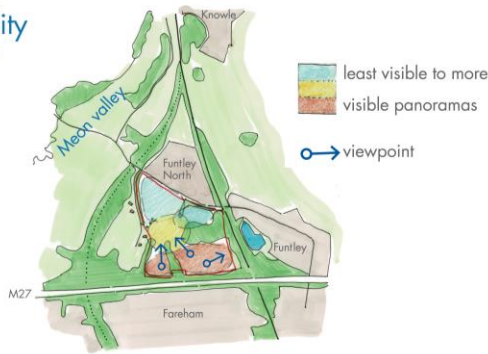 ity
Knowle
Meon valley
least visible to more
visible panoramas
viewpoint
Funtley
North
Funtley
M27
Fareham